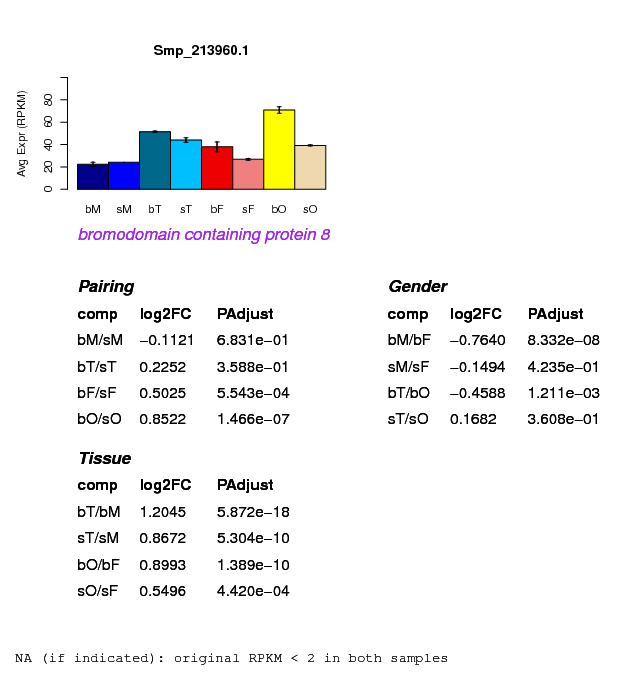 Smp_213960.1
Avg Expr (RPKM)
0 20 40 60 80
bM sM bT sT bF sF bO sO
bromodomain containing protein 8
Pairing
comp log2FC PAdjust
bM/sM −0.1121 6.831e−01
bT/sT 0.2252 3.588e−01
bF/sF 0.5025 5.543e−04
bO/sO 0.8522 1.466e−07
Gender
comp log2FC PAdjust
bM/bF −0.7640 8.332e−08
sM/sF −0.1494 4.235e−01
bT/bO −0.4588 1.211e−03
sT/sO 0.1682 3.608e−01
Tissue
comp log2FC PAdjust
bT/bM 1.2045 5.872e−18
sT/sM 0.8672 5.304e−10
bO/bF 0.8993 1.389e−10
sO/sF 0.5496 4.420e−04
NA (if indicated): original RPKM < 2 in both samples